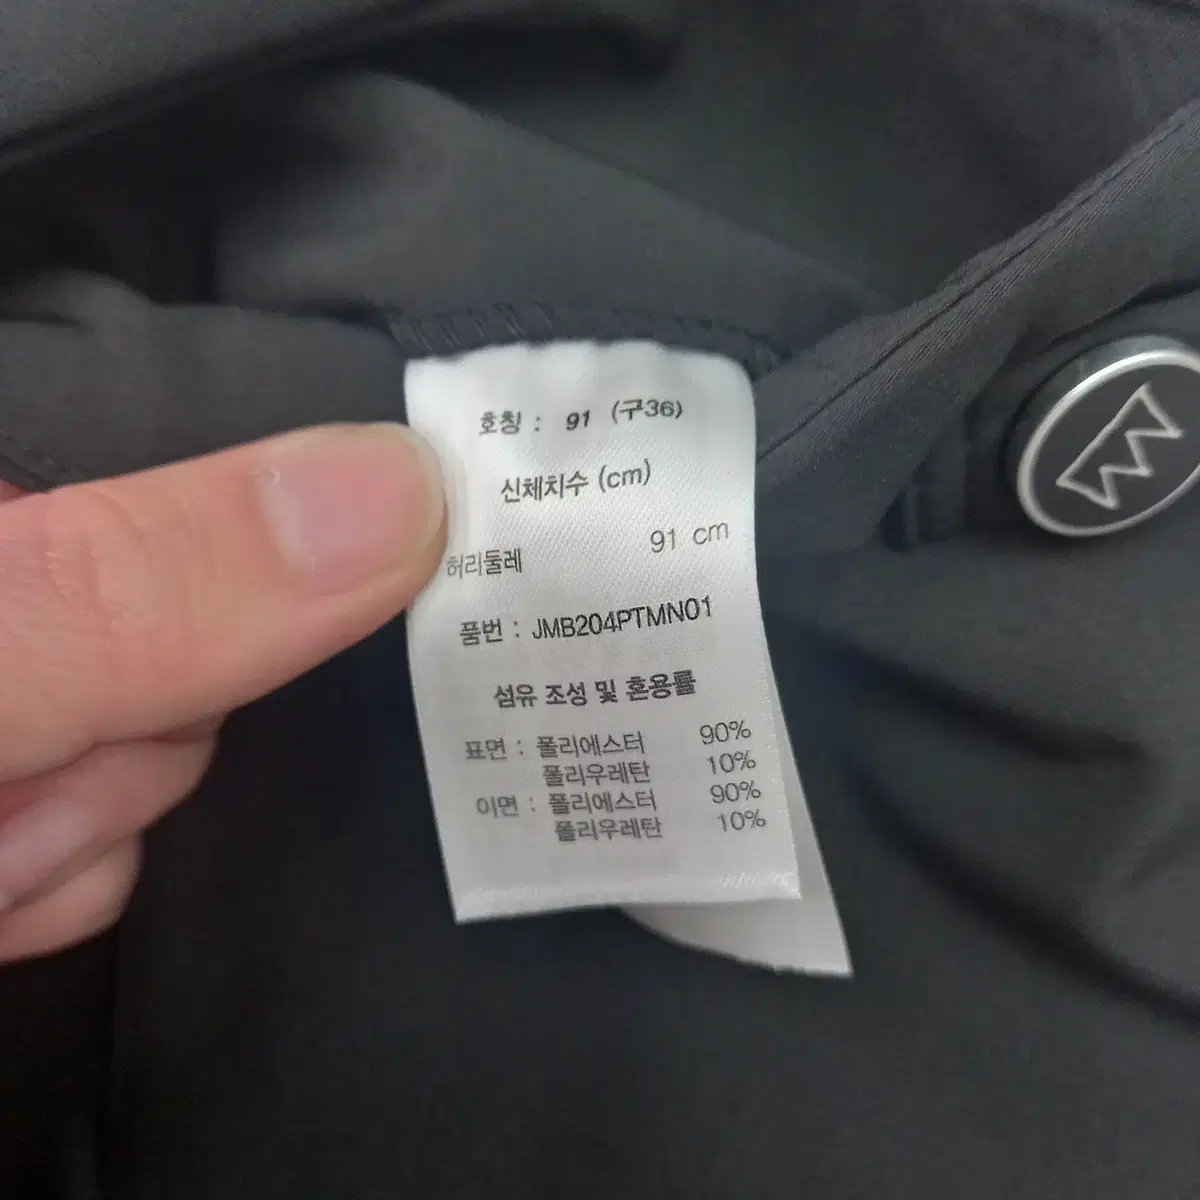 호칭 : 91 (구36)
신체치수 (cm)
허리둘레 91 cm
품번 : JMB204PTMN01
섬유 조성 및 혼용률
표면 : 폴리에스터 90%
폴리우레탄 10%
이면 : 폴리에스터 90%
폴리우레탄 10%